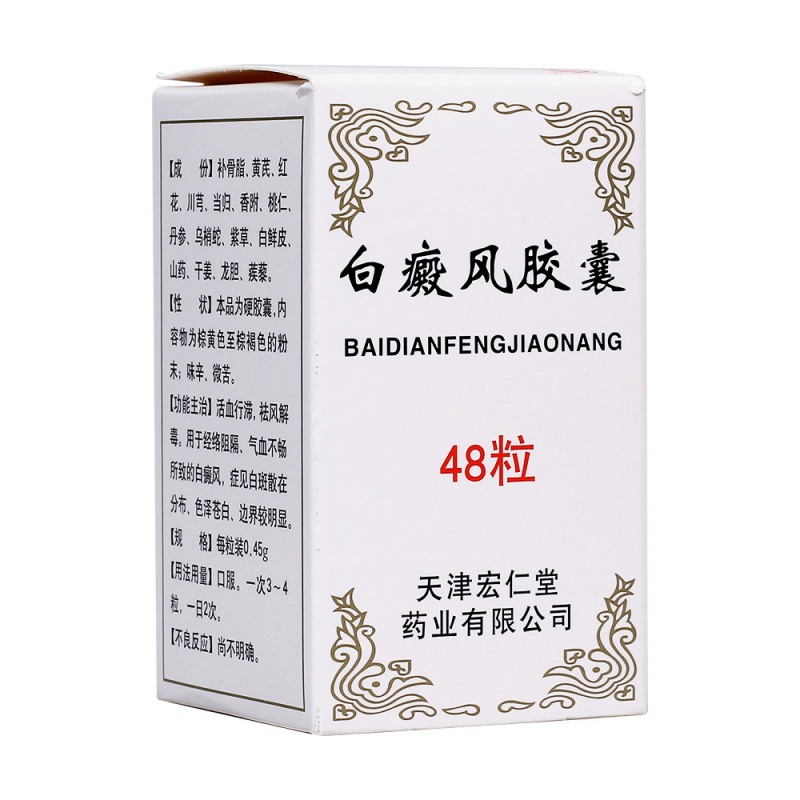 【成　份】补骨脂、黄芪、红
花、川芎、当归、香附、桃仁、
丹参、乌梢蛇、紫草、白鲜皮、
山药、干姜、龙胆、蒺藜。
【性　状】本品为硬胶囊，内
容物为棕黄色至棕褐色的粉
末；味辛、微苦。
【功能主治】活血行滞，祛风解
毒。用于经络阻隔、气血不畅
所致的白癜风，症见白斑散在
分布、色泽苍白、边界较明显。
【规　格】每粒装0.45g
【用法用量】口服。一次3～4
粒，一日2次。
【不良反应】尚不明确。
白癜风胶囊
BAIDIANFENGJIAONANG
48粒
天津宏仁堂
药业有限公司